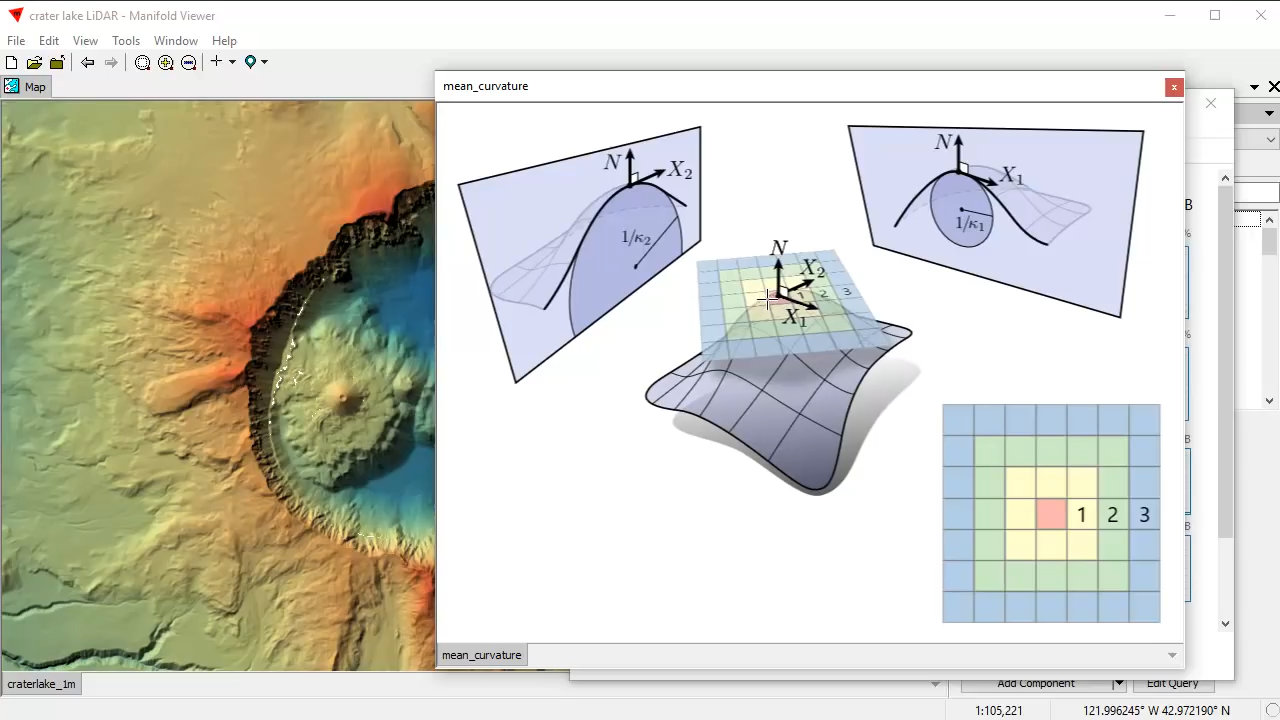 crater lake LiDAR - Manifold Viewer
File Edit View Tools Window Help
Map
mean_curvature
x
N
X2
1/κ2
N
X1
1/κ1
N
X2
1 2 3
X1
1 2 3
B
%
%
B
B
mean_curvature
craterlake_1m
Add Component
Edit Query
1:105,221
121.996245° W 42.972190° N